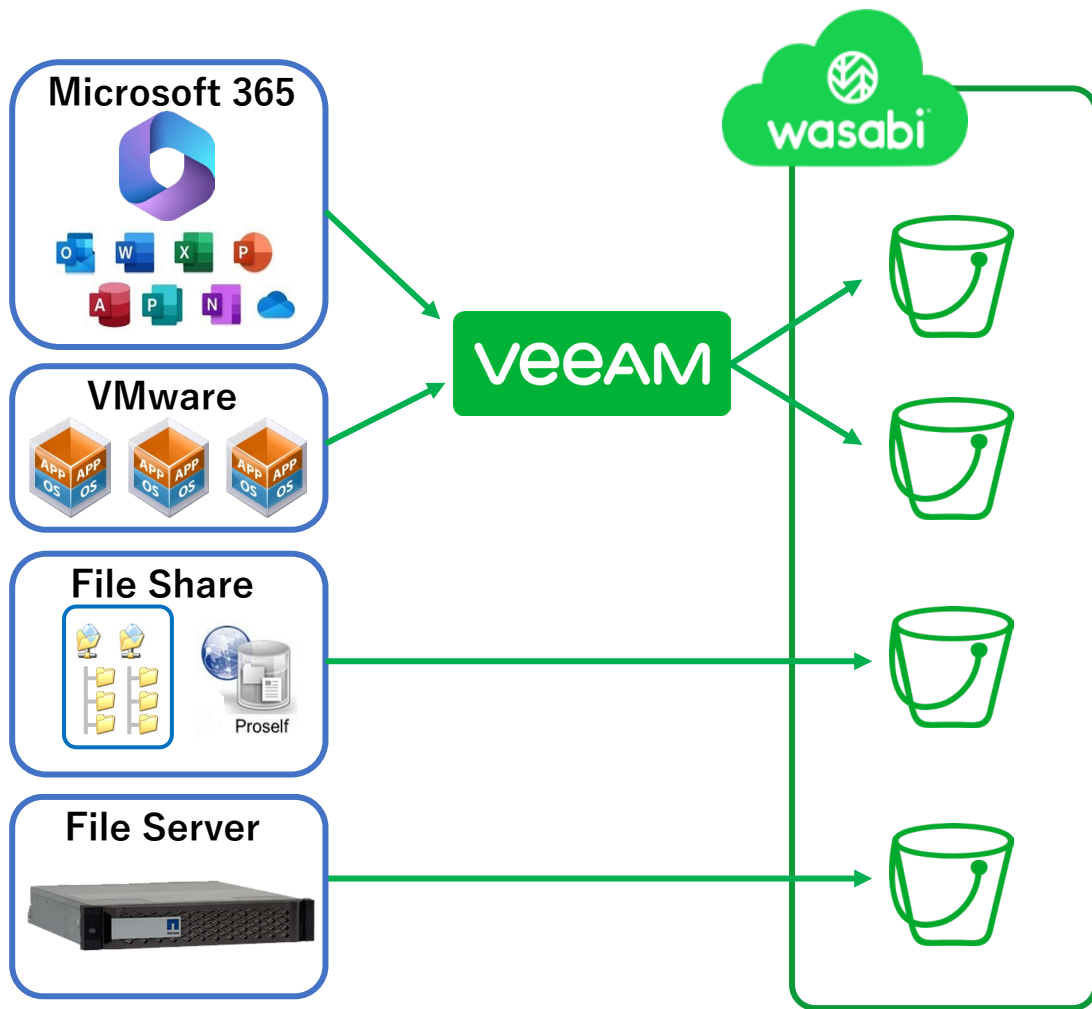 Microsoft 365
O W X P
A P N
VMware
APP APP APP APP APP APP
OS OS OS OS OS OS
File Share
Proself
File Server
VEEAM
wasabi